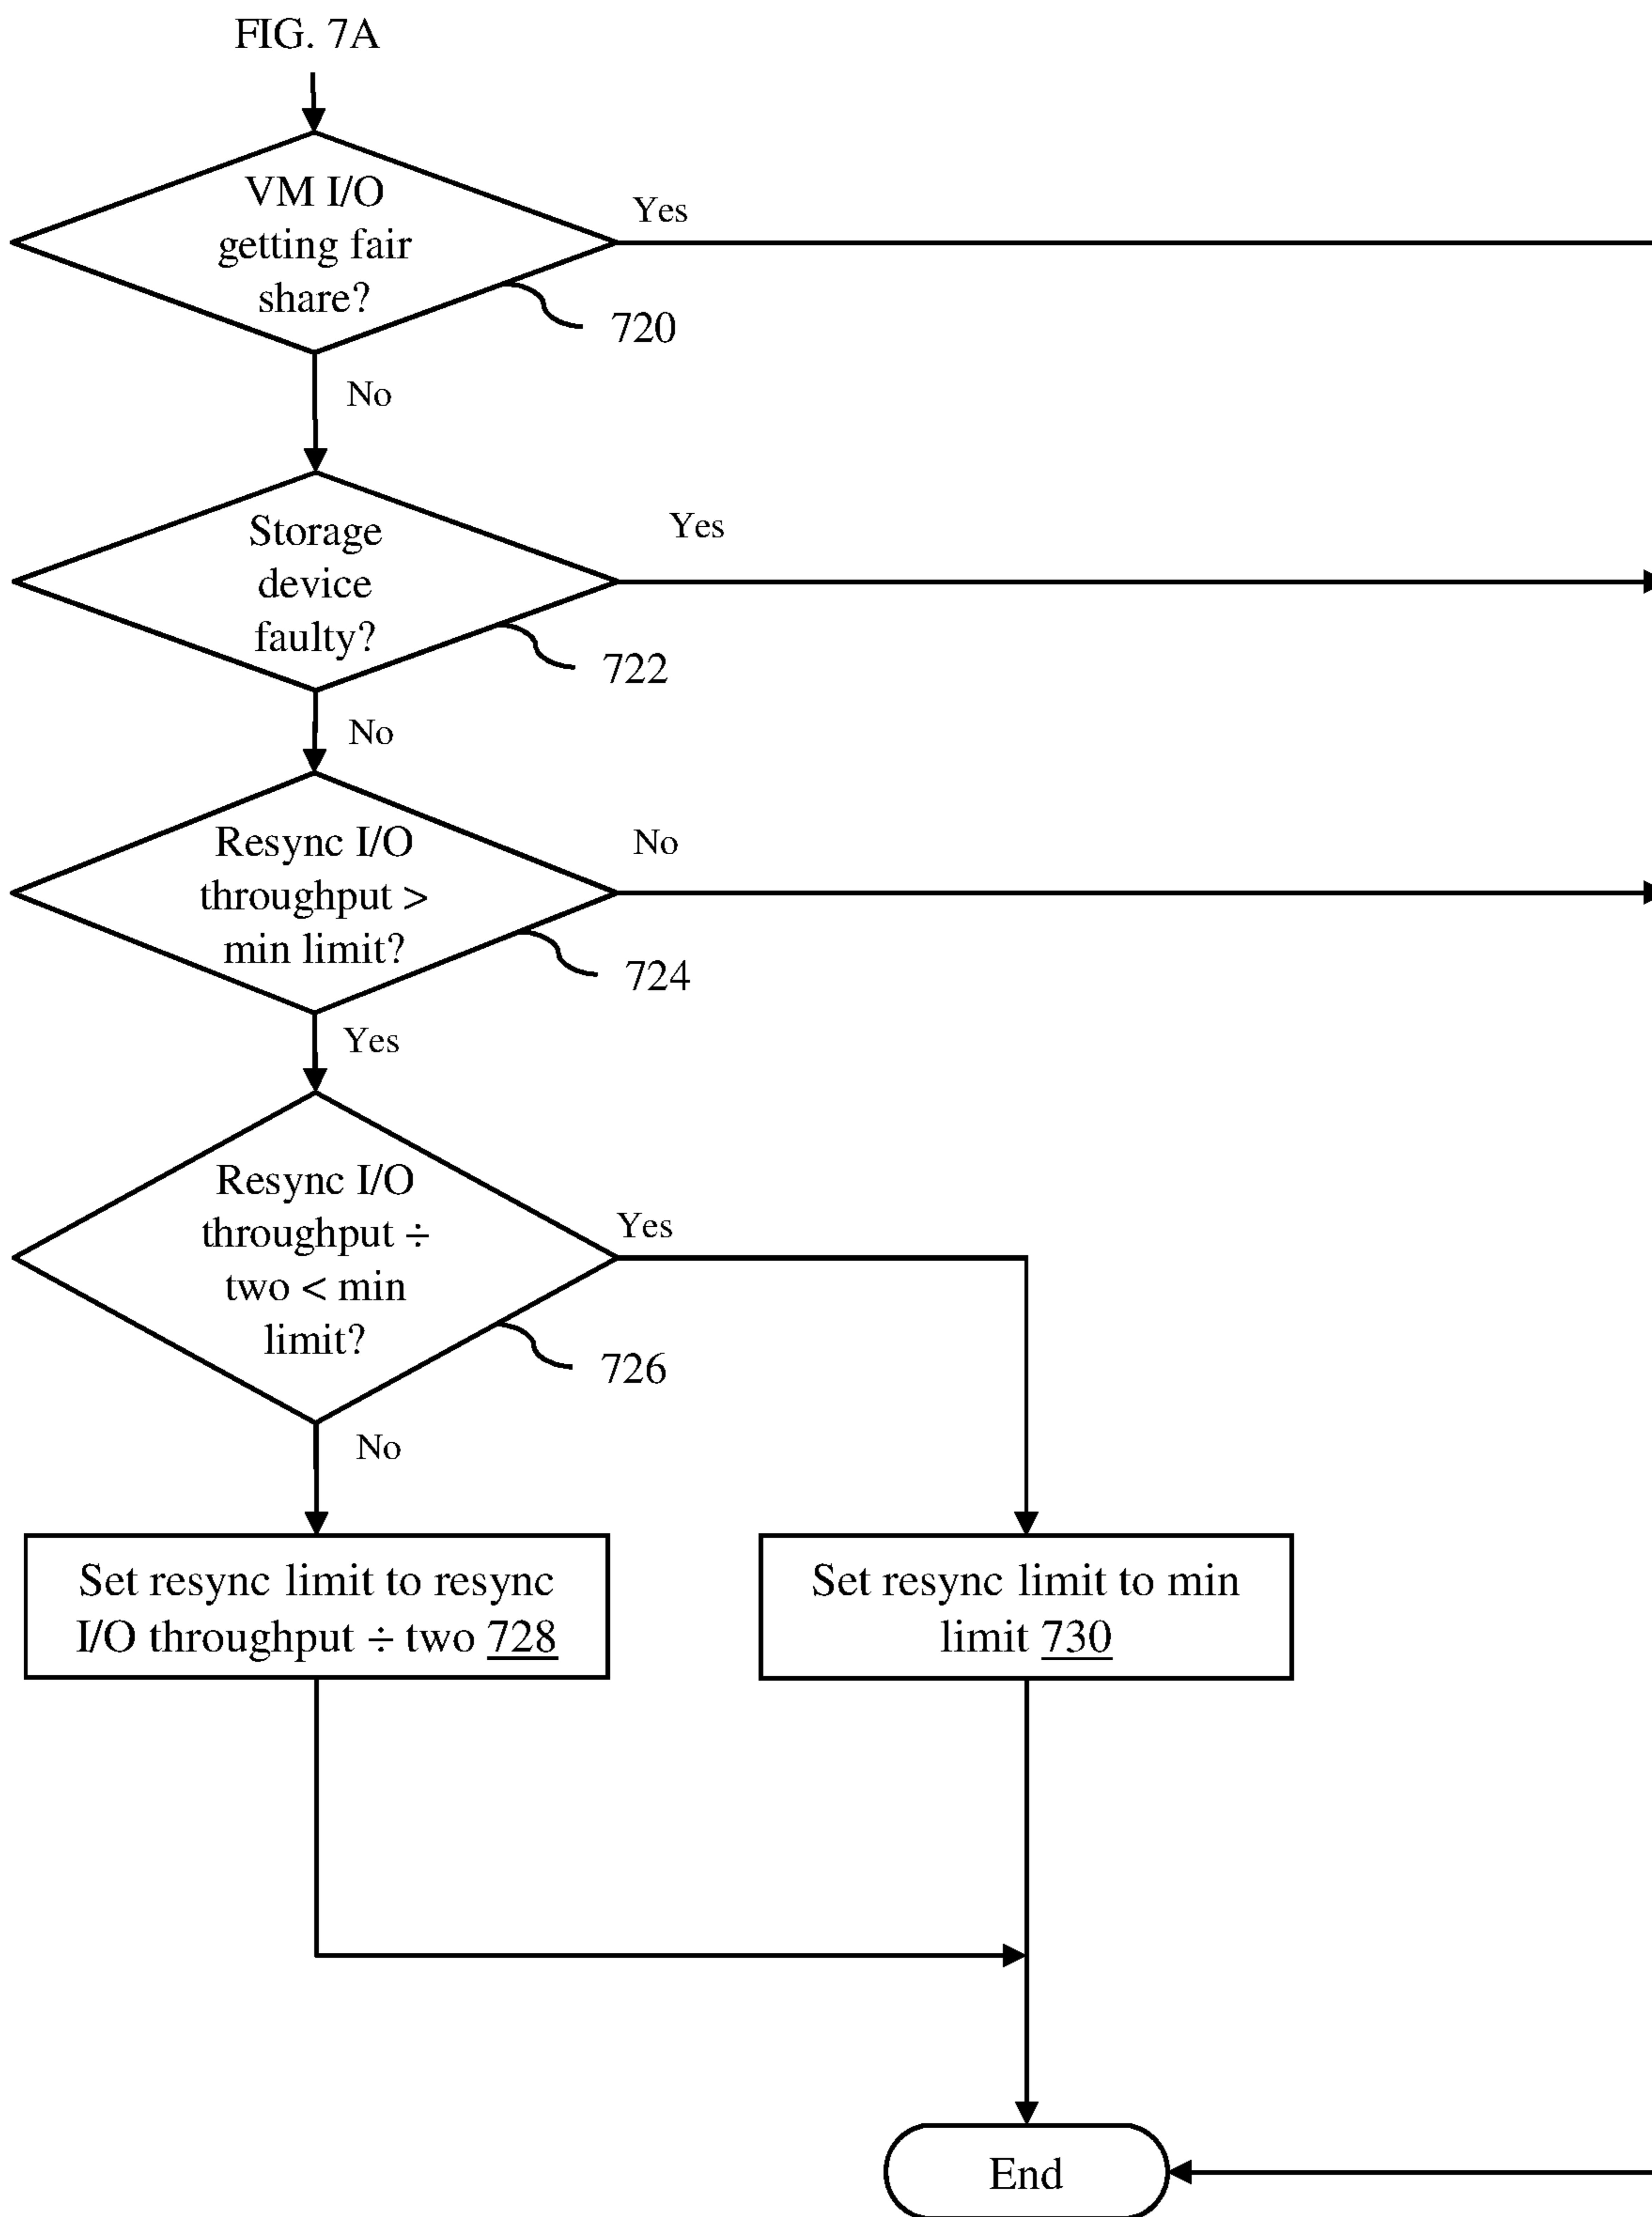 FIG. 7A
VM I/O
getting fair
share?
Yes
720
No
Storage
device
faulty?
Yes
722
No
Resync I/O
throughput >
min limit?
No
724
Yes
Resync I/O
throughput ÷
two < min
limit?
Yes
726
No
Set resync limit to resync
I/O throughput ÷ two 728
Set resync limit to min
limit 730
End